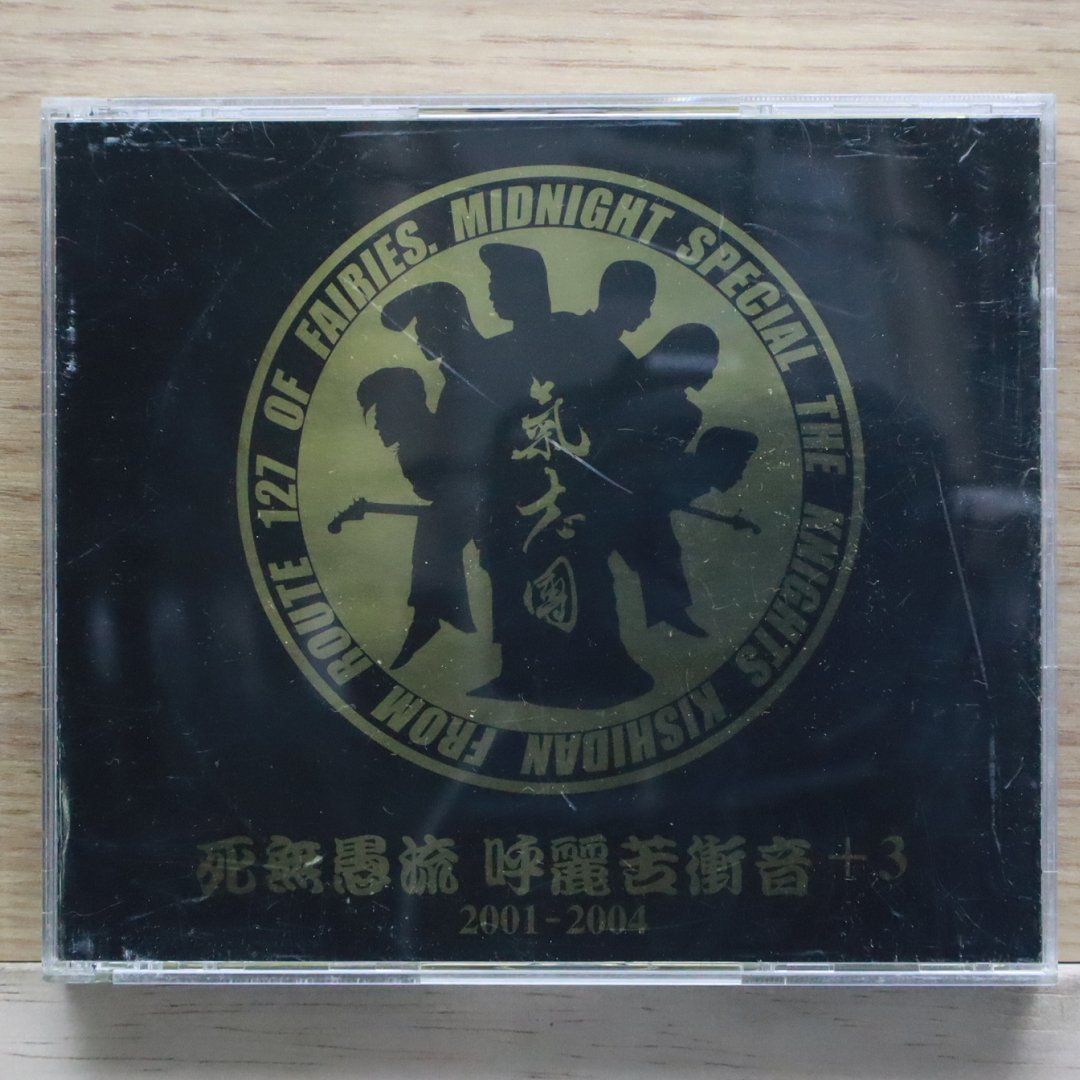 FROM ROUTE 127 OF FAIRIES. MIDNIGHT SPECIAL THE KNIGHTS KISHIDAN
氣志團
死無愚流 呼麗苦衝音 +3
2001-2004